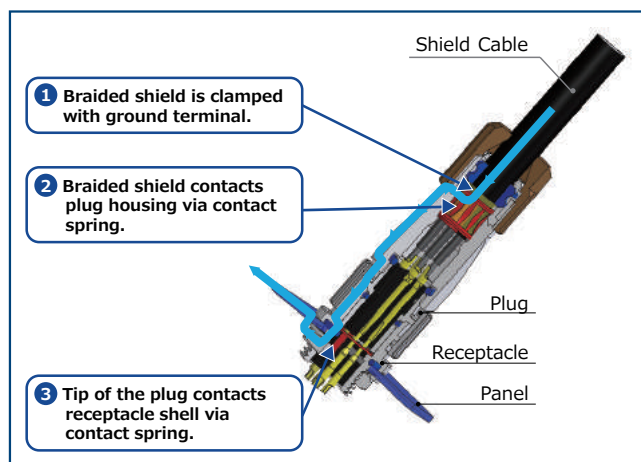 Shield Cable
1 Braided shield is clamped
with ground terminal.
2 Braided shield contacts
plug housing via contact
spring.
Plug
Receptacle
Panel
3 Tip of the plug contacts
receptacle shell via
contact spring.